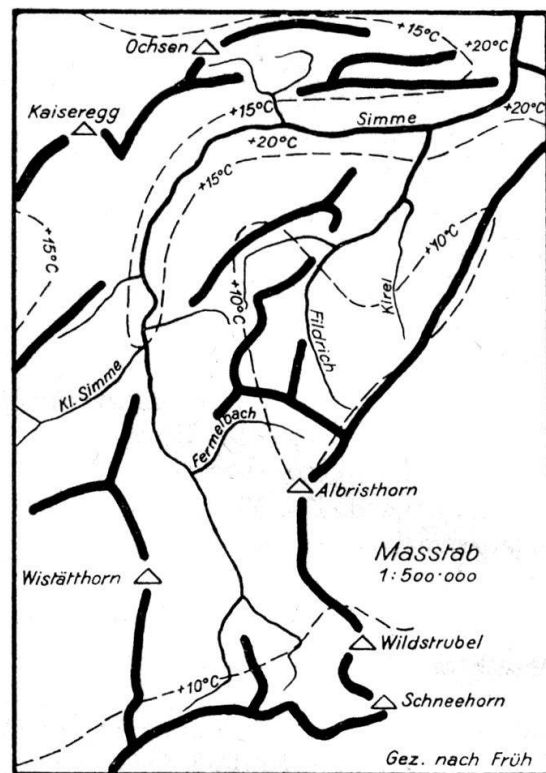 Ochsen
+15°C
+20°C
Kaiseregg
+15°C
Simme
+20°C
+20°C
+15°C
+15°C
+10°C
+10°C
Kirel
Fildrich
Kl. Simme
Fermelbach
Albristhorn
Masstab
1:500·000
Wistätthorn
Wildstrubel
+10°C
Schneehorn
Gez. nach Früh